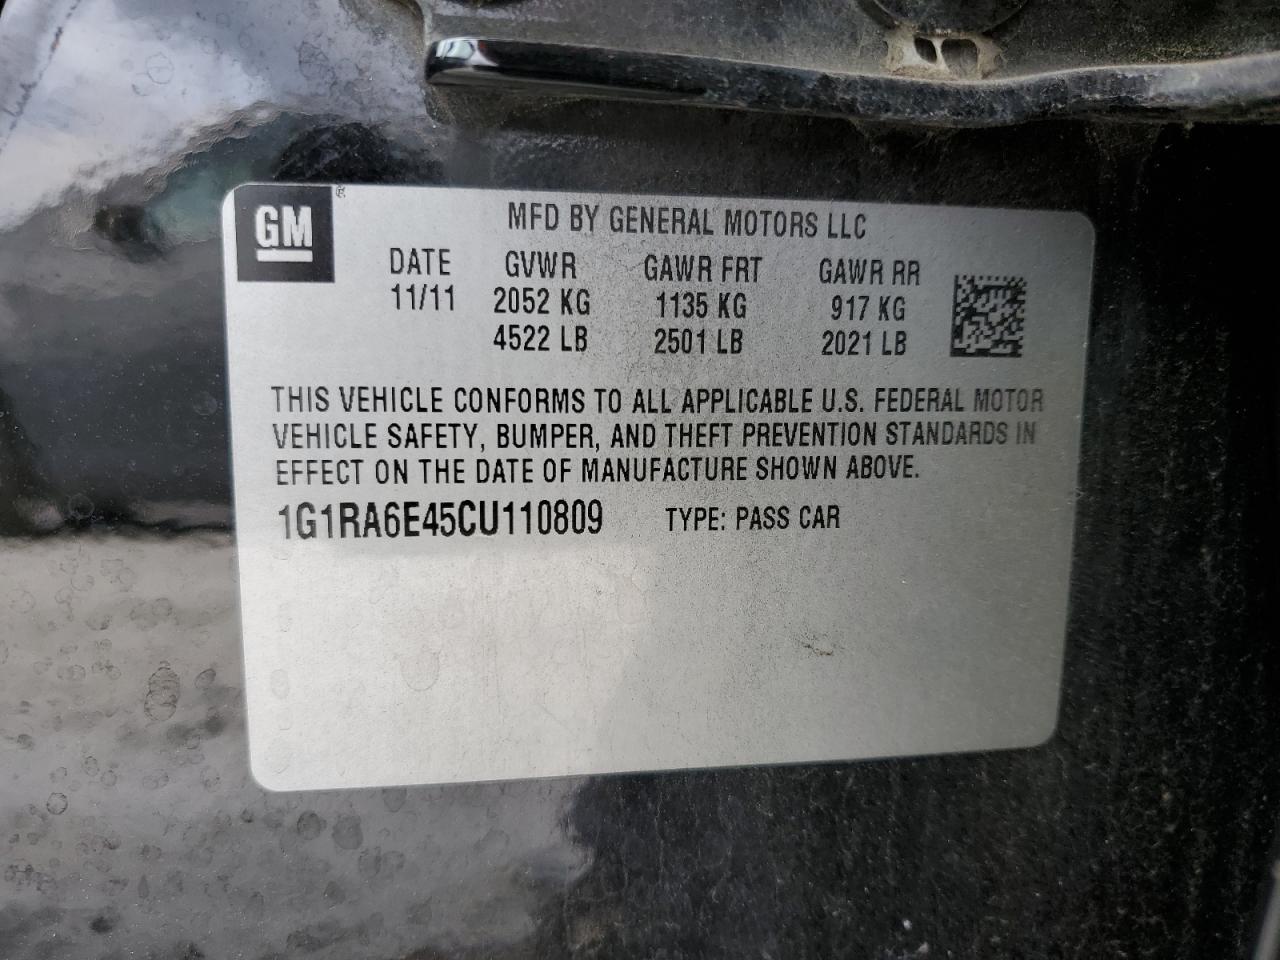 GM ®
MFD BY GENERAL MOTORS LLC
DATE GVWR GAWR FRT GAWR RR
11/11 2052 KG 1135 KG 917 KG
4522 LB 2501 LB 2021 LB
THIS VEHICLE CONFORMS TO ALL APPLICABLE U.S. FEDERAL MOTOR
VEHICLE SAFETY, BUMPER, AND THEFT PREVENTION STANDARDS IN
EFFECT ON THE DATE OF MANUFACTURE SHOWN ABOVE.
1G1RA6E45CU110809 TYPE: PASS CAR